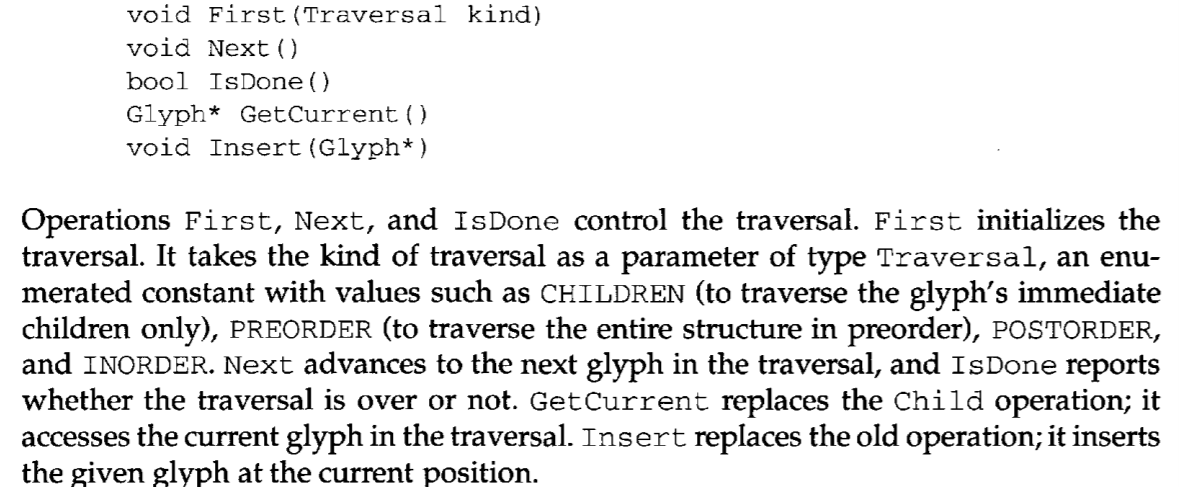 void First(Traversal kind)
void Next()
bool IsDone()
Glyph* GetCurrent()
void Insert(Glyph*)
Operations First, Next, and IsDone control the traversal. First initializes the
traversal. It takes the kind of traversal as a parameter of type Traversal, an enu-
merated constant with values such as CHILDREN (to traverse the glyph's immediate
children only), PREORDER (to traverse the entire structure in preorder), POSTORDER,
and INORDER. Next advances to the next glyph in the traversal, and IsDone reports
whether the traversal is over or not. GetCurrent replaces the Child operation; it
accesses the current glyph in the traversal. Insert replaces the old operation; it inserts
the given glyph at the current position.